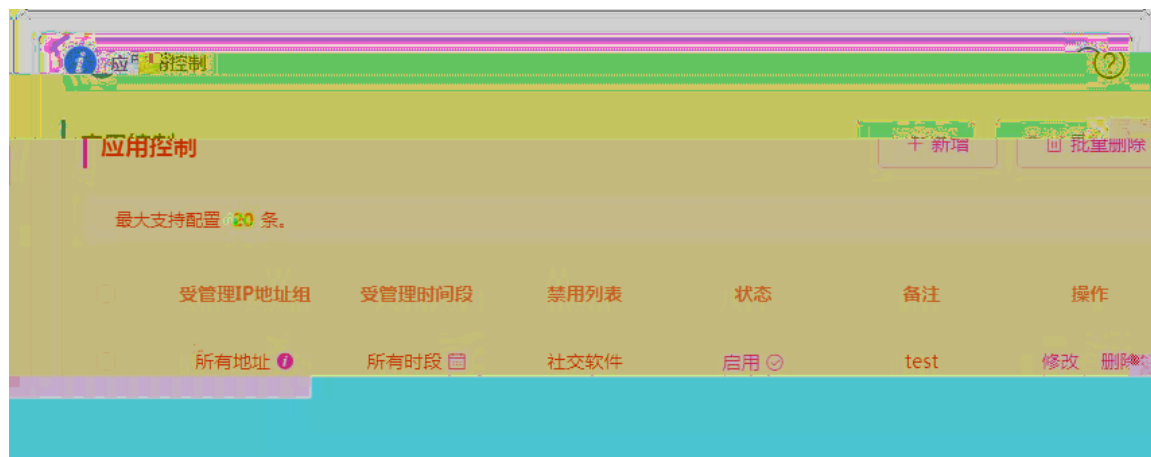 应用控制
应用控制
+ 新增 批量删除
最大支持配置 20 条。
受管理IP地址组 受管理时间段 禁用列表 状态 备注 操作
所有地址 所有时段 社交软件 启用 test 修改 删除